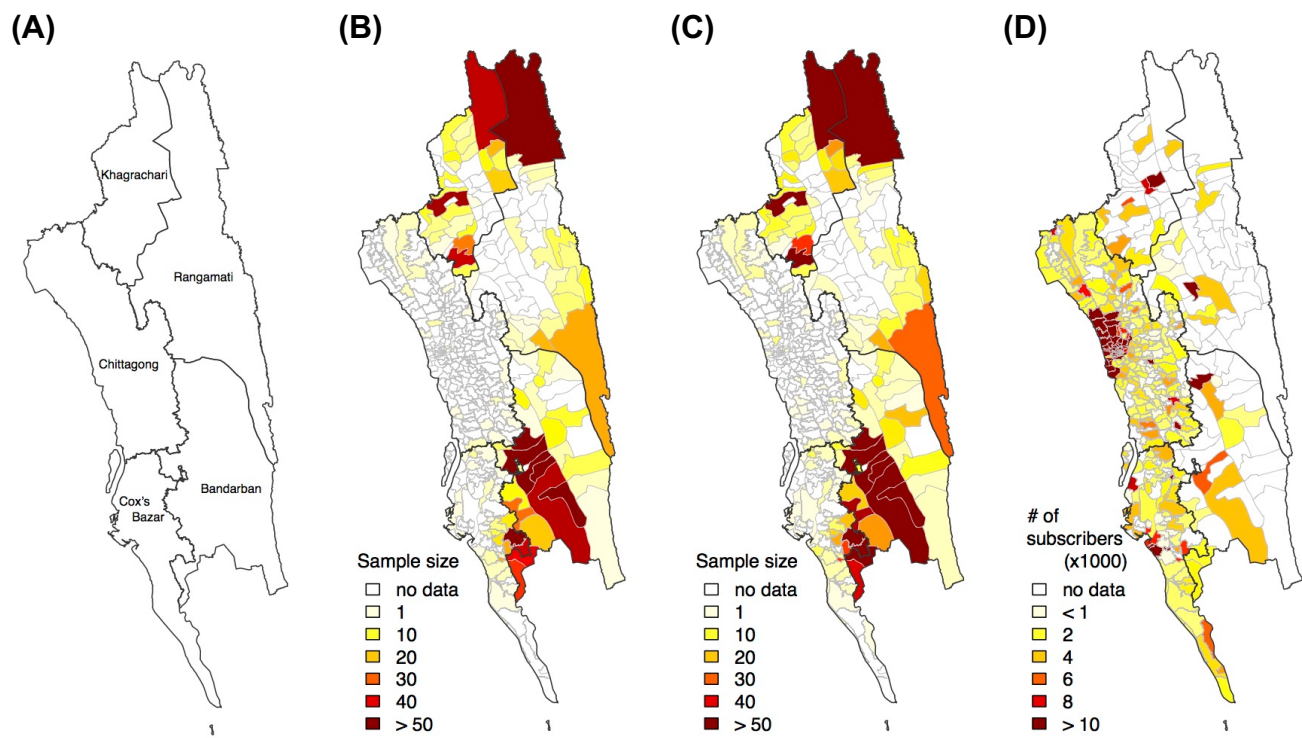 (A)
(B)
(C)
(D)
Khagrachari
Rangamati
Chittagong
Bandarban
Cox's
Bazar
Sample size
no data
1
10
20
30
40
> 50
Sample size
no data
1
10
20
30
40
> 50
# of
subscribers
(x1000)
no data
< 1
2
4
6
8
> 10